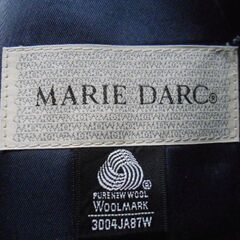 MARIE DARC®
PURE NEW WOOL
WOOLMARK
3004JA87W